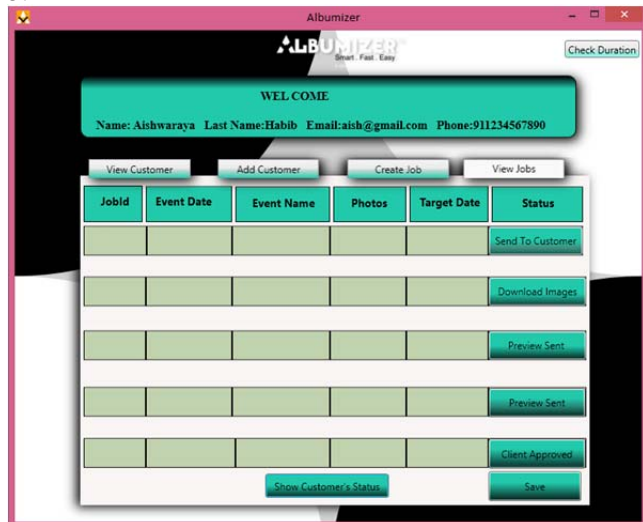 Albumizer
ALBUMIZER
Smart . Fast . Easy
Check Duration
WEL COME
Name: Aishwaraya Last Name:Habib Email:aish@gmail.com Phone:911234567890
View Customer Add Customer Create Job View Jobs
JobId Event Date Event Name Photos Target Date Status
Send To Customer
Download Images
Preview Sent
Preview Sent
Client Approved
Show Customer's Status Save